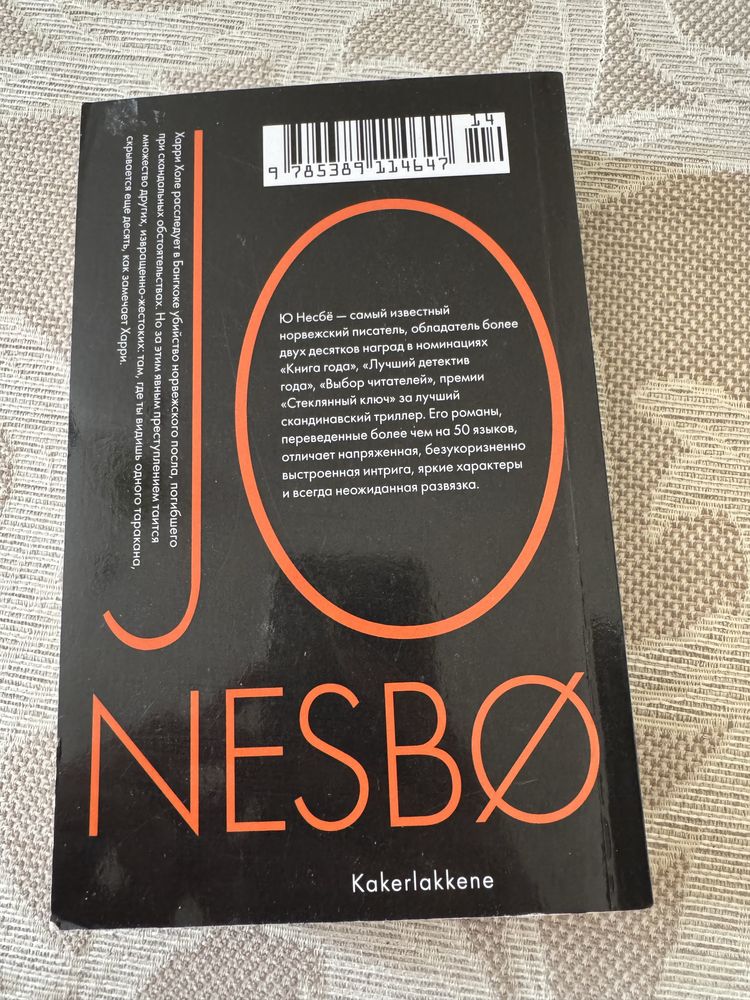 14
9 785389 114647
Харри Холе расследует в Бангкоке убийство норвежского посла, погибшего
при скандальных обстоятельствах. Но за этим явным преступлением таится
множество других, извращенно-жестоких: там, где ты видишь одного таракана,
скрывается еще десять, как замечает Харри.
JO
Ю Несбё — самый известный
норвежский писатель, обладатель более
двух десятков наград в номинациях
«Книга года», «Лучший детектив
года», «Выбор читателей», премии
«Стеклянный ключ» за лучший
скандинавский триллер. Его романы,
переведенные более чем на 50 языков,
отличает напряженная, безукоризненно
выстроенная интрига, яркие характеры
и всегда неожиданная развязка.
NESBØ
Kakerlakkene